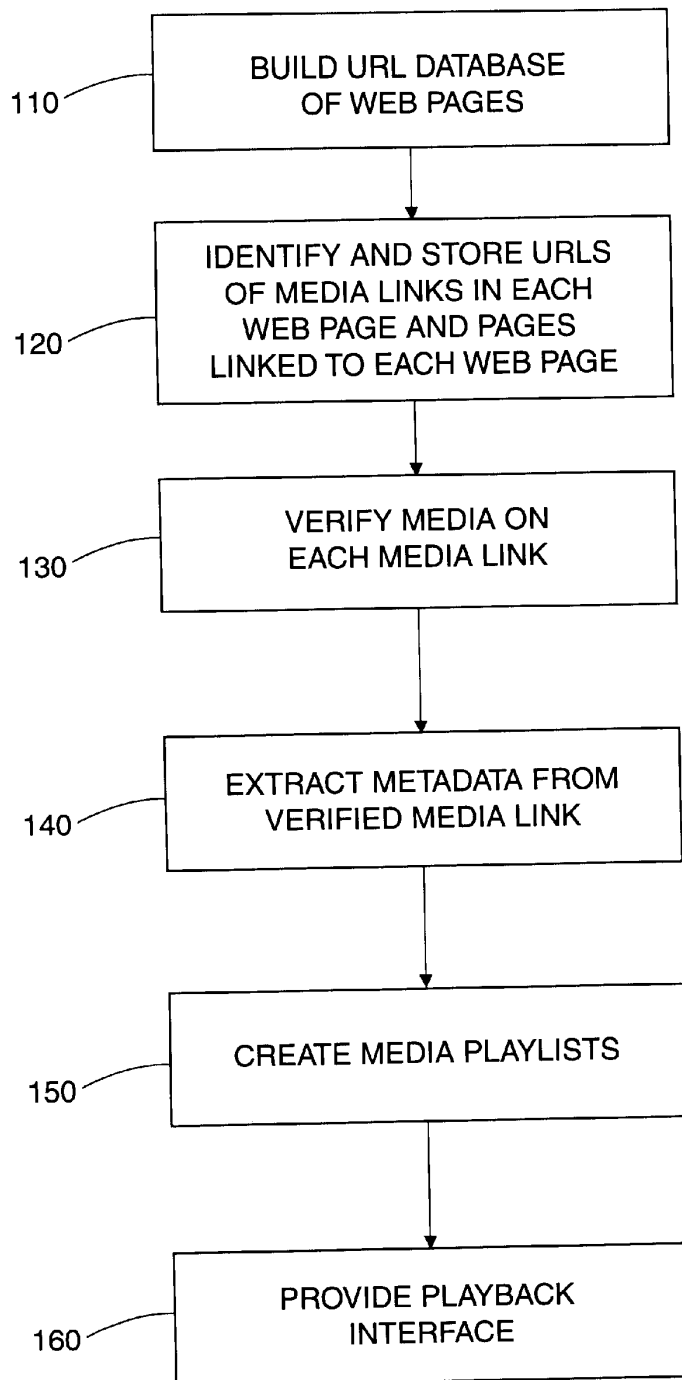 110
BUILD URL DATABASE
OF WEB PAGES
120
IDENTIFY AND STORE URLS
OF MEDIA LINKS IN EACH
WEB PAGE AND PAGES
LINKED TO EACH WEB PAGE
130
VERIFY MEDIA ON
EACH MEDIA LINK
140
EXTRACT METADATA FROM
VERIFIED MEDIA LINK
150
CREATE MEDIA PLAYLISTS
160
PROVIDE PLAYBACK
INTERFACE